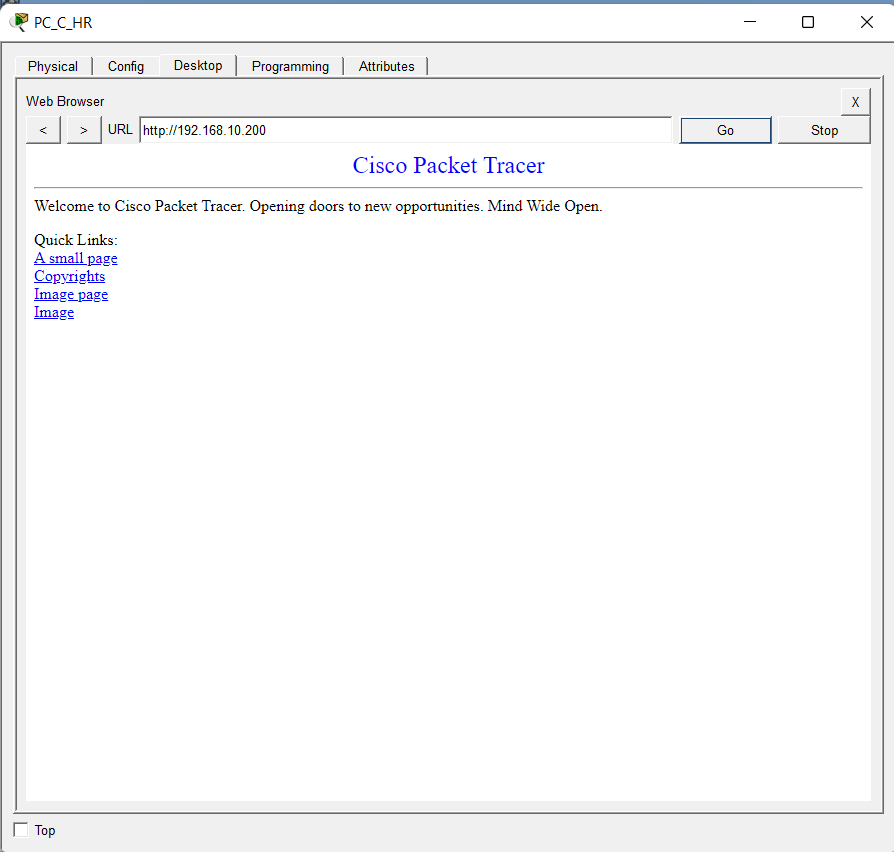 PC_C_HR
Physical Config Desktop Programming Attributes
Web Browser X
< > URL http://192.168.10.200 Go Stop
Cisco Packet Tracer
Welcome to Cisco Packet Tracer. Opening doors to new opportunities. Mind Wide Open.
Quick Links:
A small page
Copyrights
Image page
Image
Top